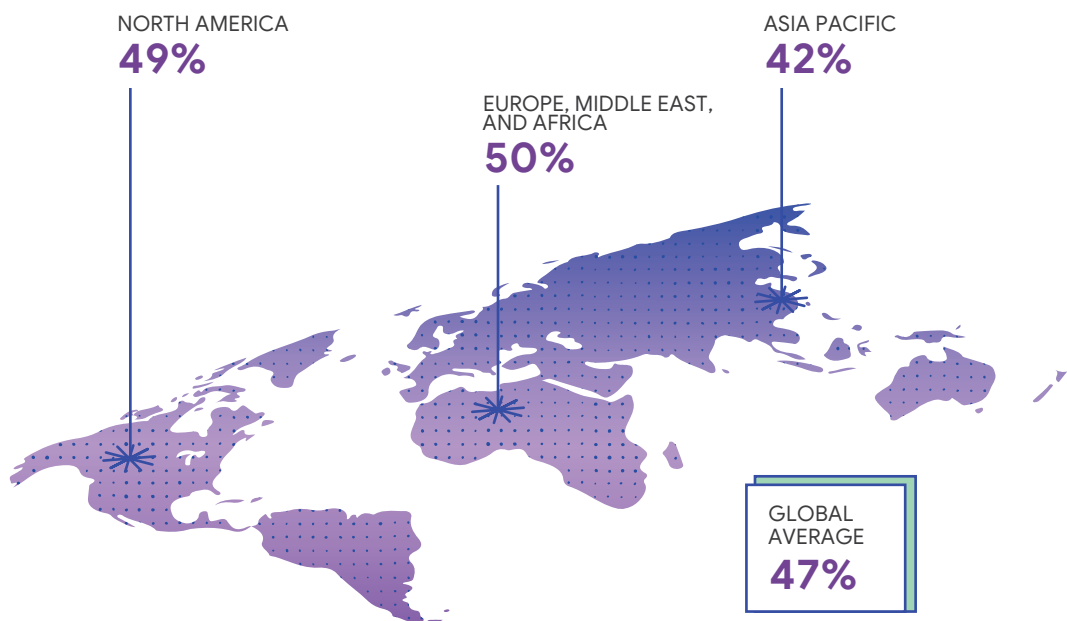 NORTH AMERICA
49%
ASIA PACIFIC
42%
EUROPE, MIDDLE EAST,
AND AFRICA
50%
GLOBAL
AVERAGE
47%